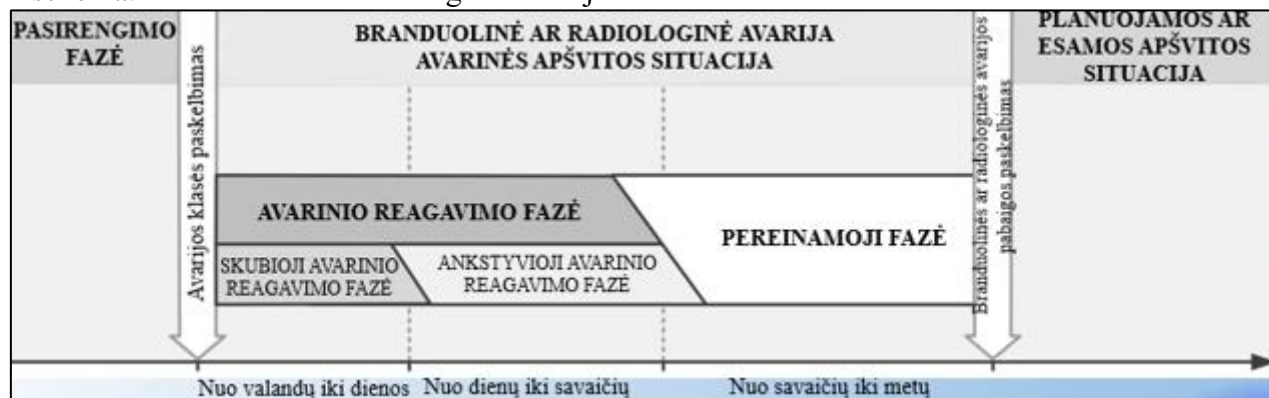 PASIRENGIMO
FAZĖ
BRANDUOLINĖ AR RADIOLOGINĖ AVARIJA
AVARINĖS APŠVITOS SITUACIJA
PLANUOJAMOS AR
ESAMOS APŠVITOS
SITUACIJA
Avarijos klasės paskelbimas
AVARINIO REAGAVIMO FAZĖ
SKUBIOJI AVARINIO
REAGAVIMO FAZĖ
ANKSTYVIOJI AVARINIO
REAGAVIMO FAZĖ
PEREINAMOJI FAZĖ
Branduolinės ar radiologinės avarijos
pabaigos paskelbimas
Nuo valandų iki dienos
Nuo dienų iki savaičių
Nuo savaičių iki metų